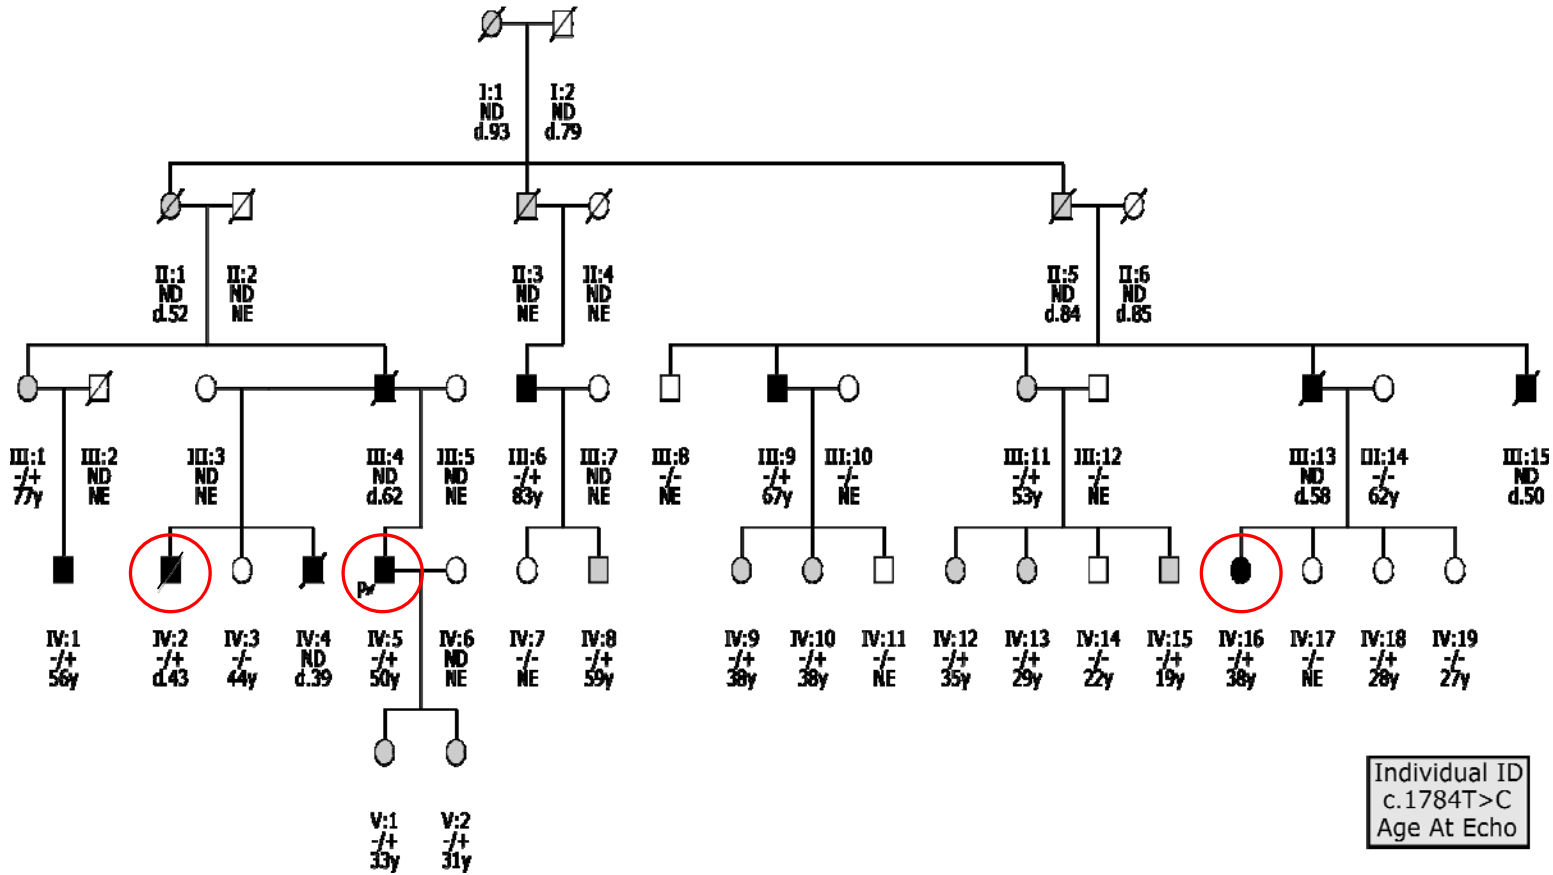 I:1
ND
d.93
I:2
ND
d.79
II:1
ND
d.52
II:2
ND
NE
II:3
ND
NE
II:4
ND
NE
II:5
ND
d.84
II:6
ND
d.85
III:1
-/+
77y
III:2
ND
NE
III:3
ND
NE
III:4
ND
d.62
III:5
ND
NE
III:6
-/+
83y
III:7
ND
NE
III:8
-/-
NE
III:9
-/+
67y
III:10
-/-
NE
III:11
-/+
53y
III:12
-/-
NE
III:13
ND
d.58
III:14
-/-
62y
III:15
ND
d.50
P
IV:1
-/+
56y
IV:2
-/+
d.43
IV:3
-/-
44y
IV:4
ND
d.39
IV:5
-/+
50y
IV:6
ND
NE
IV:7
-/-
NE
IV:8
-/+
59y
IV:9
-/+
38y
IV:10
-/+
38y
IV:11
-/-
NE
IV:12
-/+
35y
IV:13
-/+
29y
IV:14
-/-
22y
IV:15
-/+
19y
IV:16
-/+
38y
IV:17
-/-
NE
IV:18
-/+
28y
IV:19
-/-
27y
V:1
-/+
33y
V:2
-/+
31y
Individual ID
c.1784T>C
Age At Echo